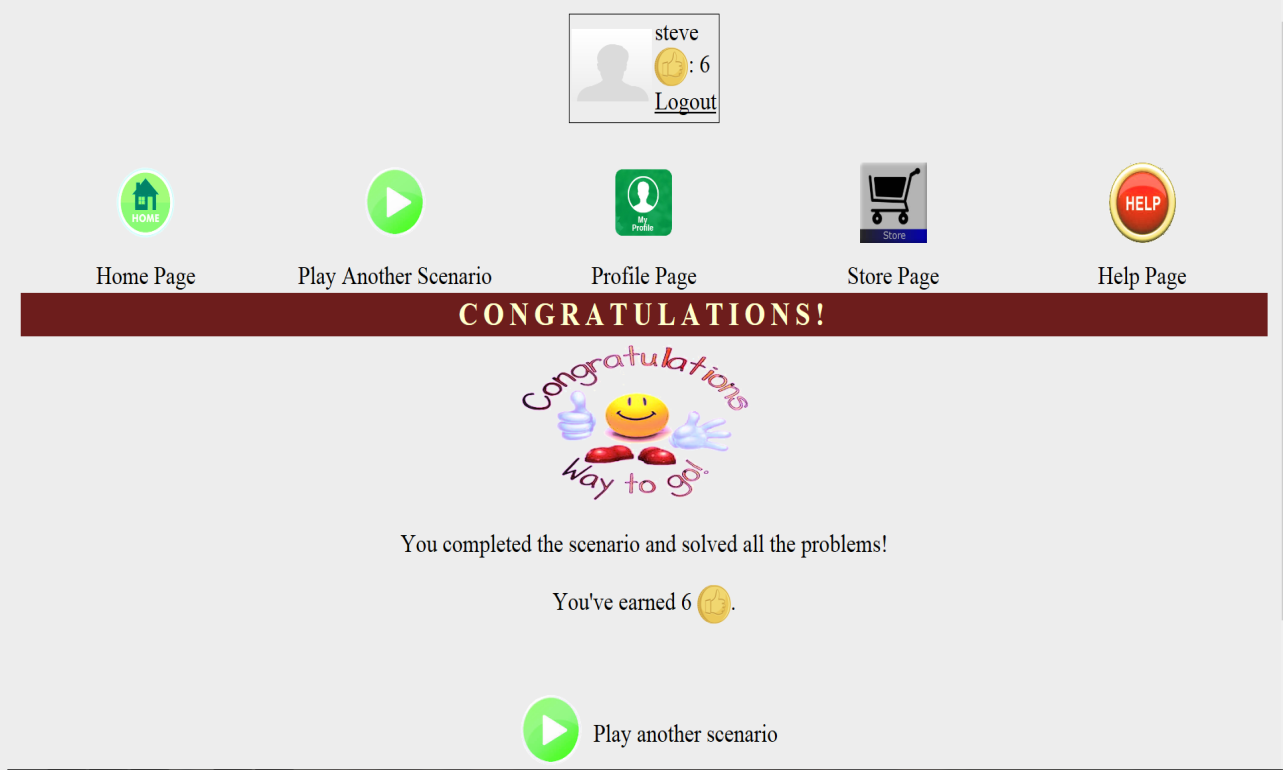 steve
: 6
Logout
HOME
My
Profile
Store
HELP
Home Page
Play Another Scenario
Profile Page
Store Page
Help Page
CONGRATULATIONS!
Congratulations
Way to go!
You completed the scenario and solved all the problems!
You've earned 6 .
Play another scenario